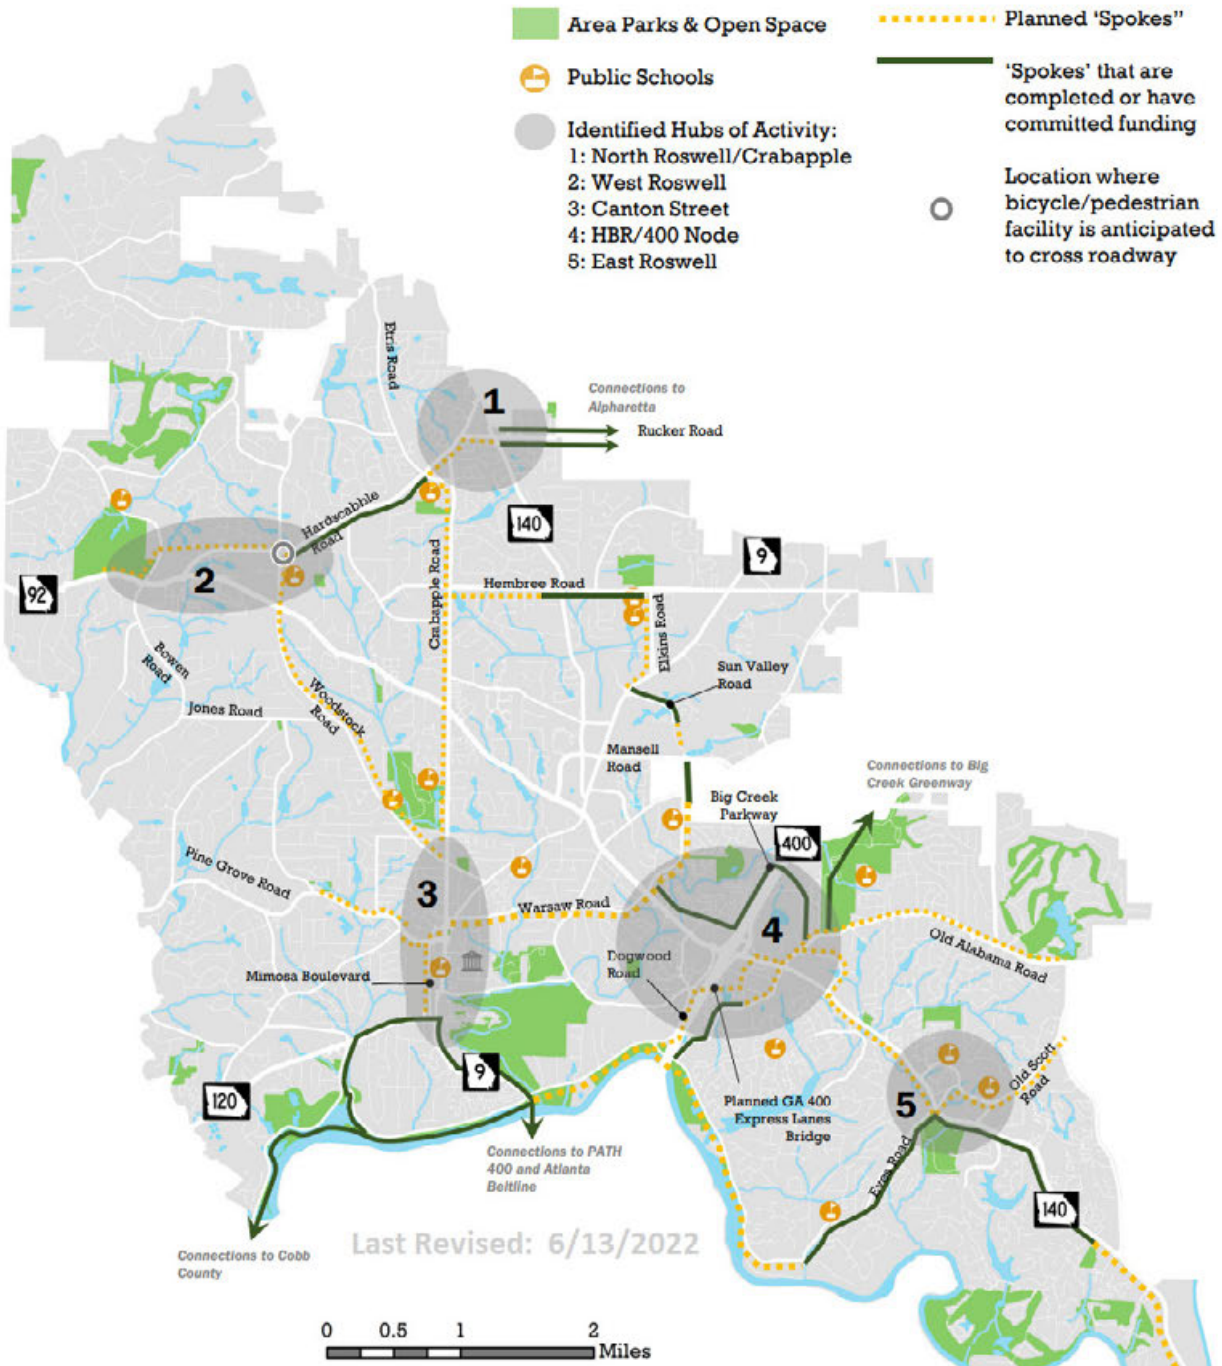 Area Parks & Open Space
Public Schools
Identified Hubs of Activity:
1: North Roswell/Crabapple
2: West Roswell
3: Canton Street
4: HBR/400 Node
5: East Roswell
Planned ‘Spokes”
‘Spokes’ that are
completed or have
committed funding
Location where
bicycle/pedestrian
facility is anticipated
to cross roadway
Etris Road
1
Connections to
Alpharetta
Rucker Road
Hardscabble
Road
140
9
92
2
Crabapple Road
Hembree Road
Elkins Road
Sun Valley
Road
Bowen
Road
Jones Road
Woodstock
Road
Mansell
Road
Connections to Big
Creek Greenway
Big Creek
Parkway
400
Pine Grove Road
3
Warsaw Road
4
Old Alabama Road
Dogwood
Road
Mimosa Boulevard
9
120
Old Scott
Road
Planned GA 400
Express Lanes
Bridge
5
Eves Road
Connections to PATH
400 and Atlanta
Beltline
140
Connections to Cobb
County
Last Revised: 6/13/2022
0 0.5 1 2
Miles